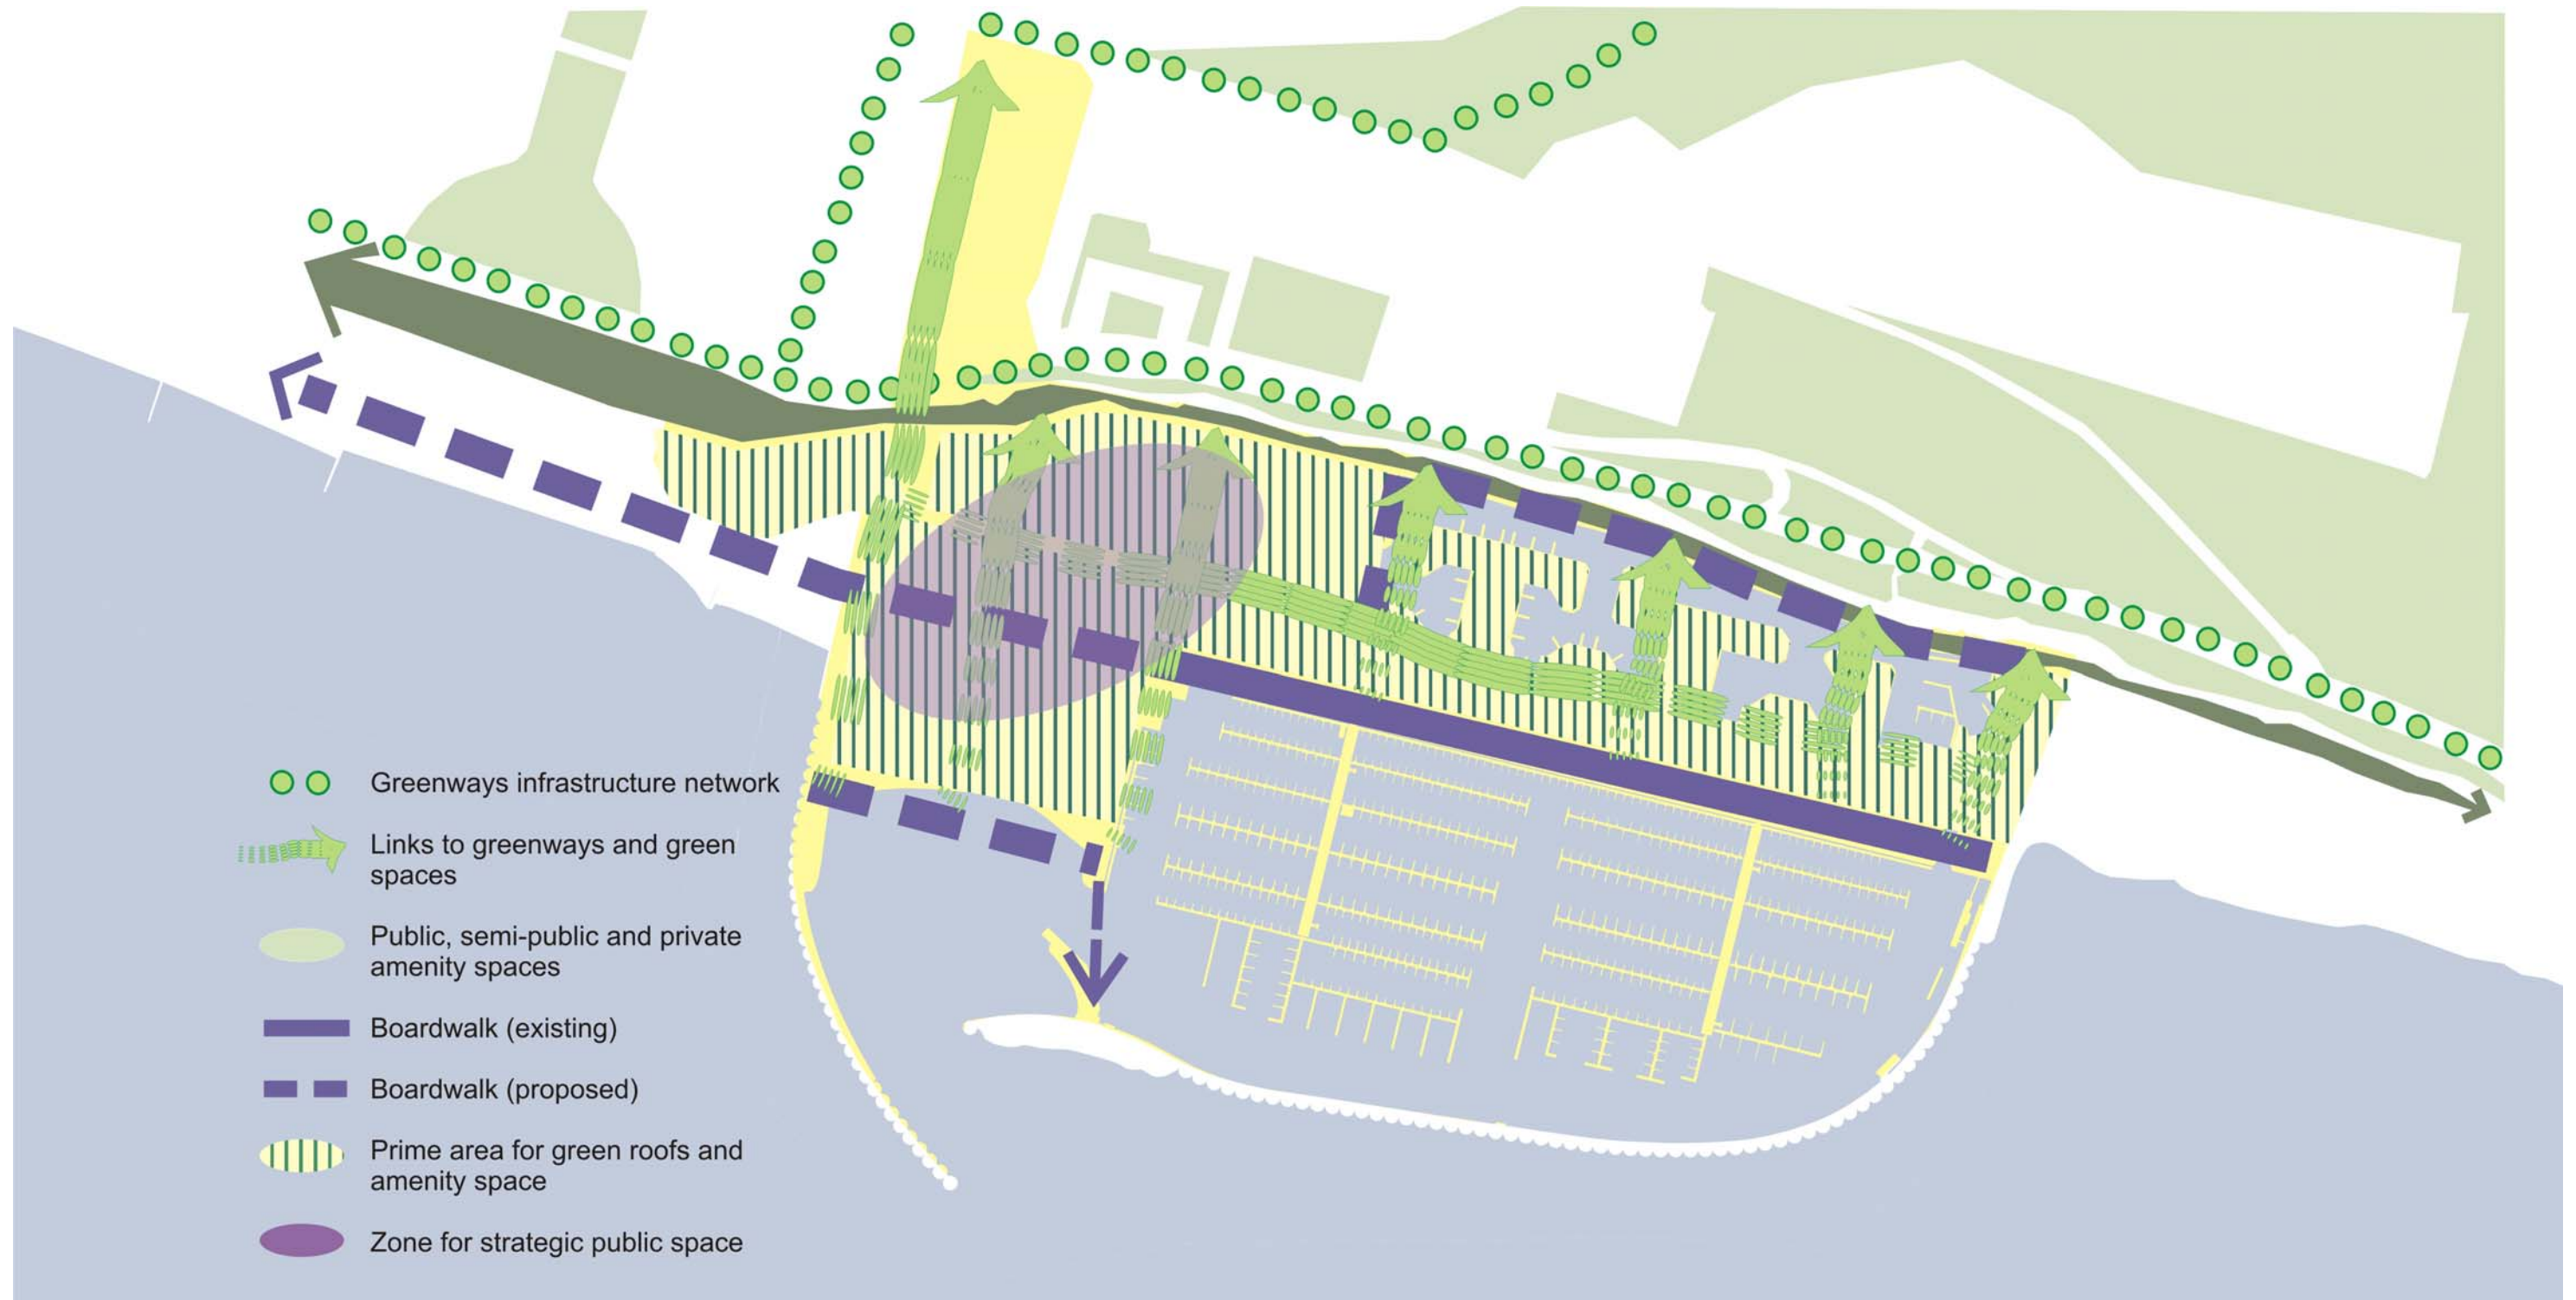 Greenways infrastructure network
Links to greenways and green
spaces
Public, semi-public and private
amenity spaces
Boardwalk (existing)
Boardwalk (proposed)
Prime area for green roofs and
amenity space
Zone for strategic public space